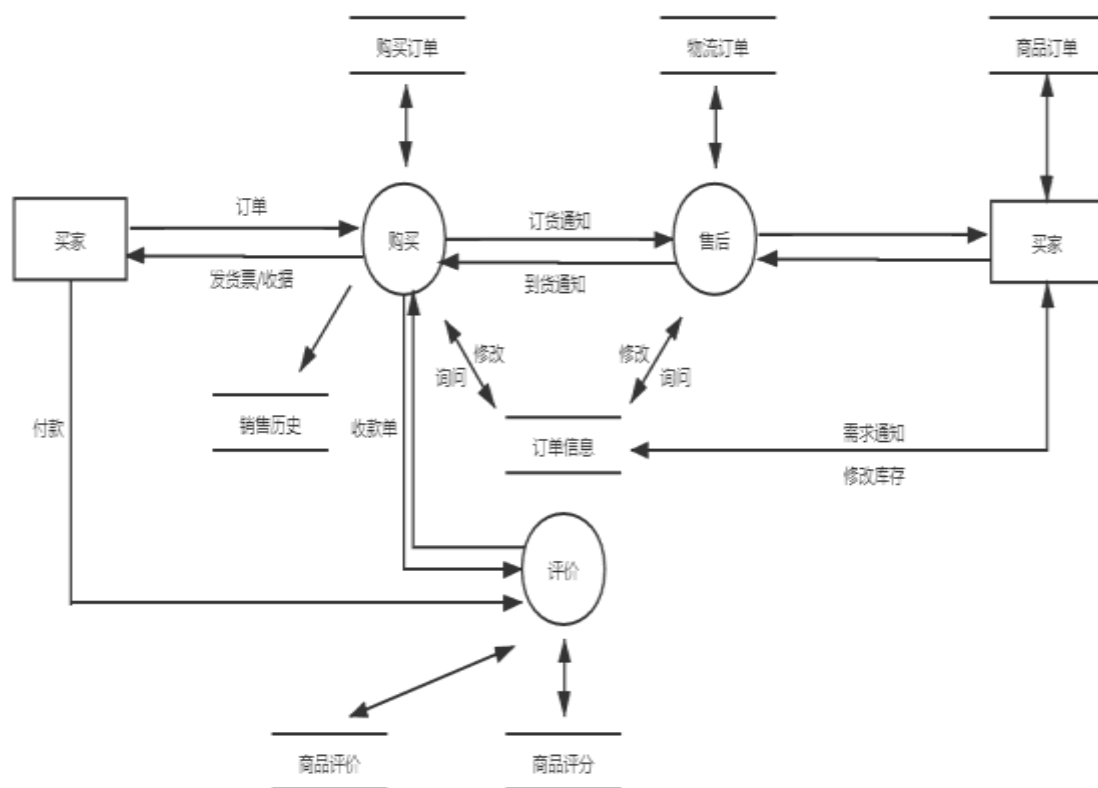 购买订单
物流订单
商品订单
订单
买家
购买
订货通知
售后
买家
发货票/收据
到货通知
修改
询问
修改
询问
付款
销售历史
收款单
订单信息
需求通知
修改库存
评价
商品评价
商品评分